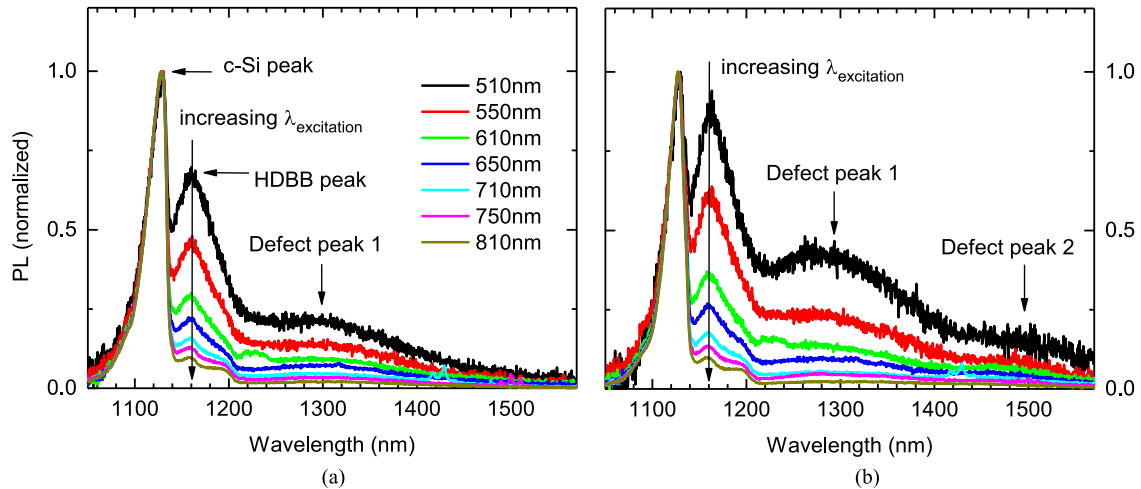 PL (normalized)
1.0
0.5
0.0
c-Si peak
increasing λexcitation
HDBB peak
Defect peak 1
510nm
550nm
610nm
650nm
710nm
750nm
810nm
1100 1200 1300 1400 1500
Wavelength (nm)
(a)
increasing λexcitation
Defect peak 1
Defect peak 2
1.0
0.5
0.0
1100 1200 1300 1400 1500
Wavelength (nm)
(b)